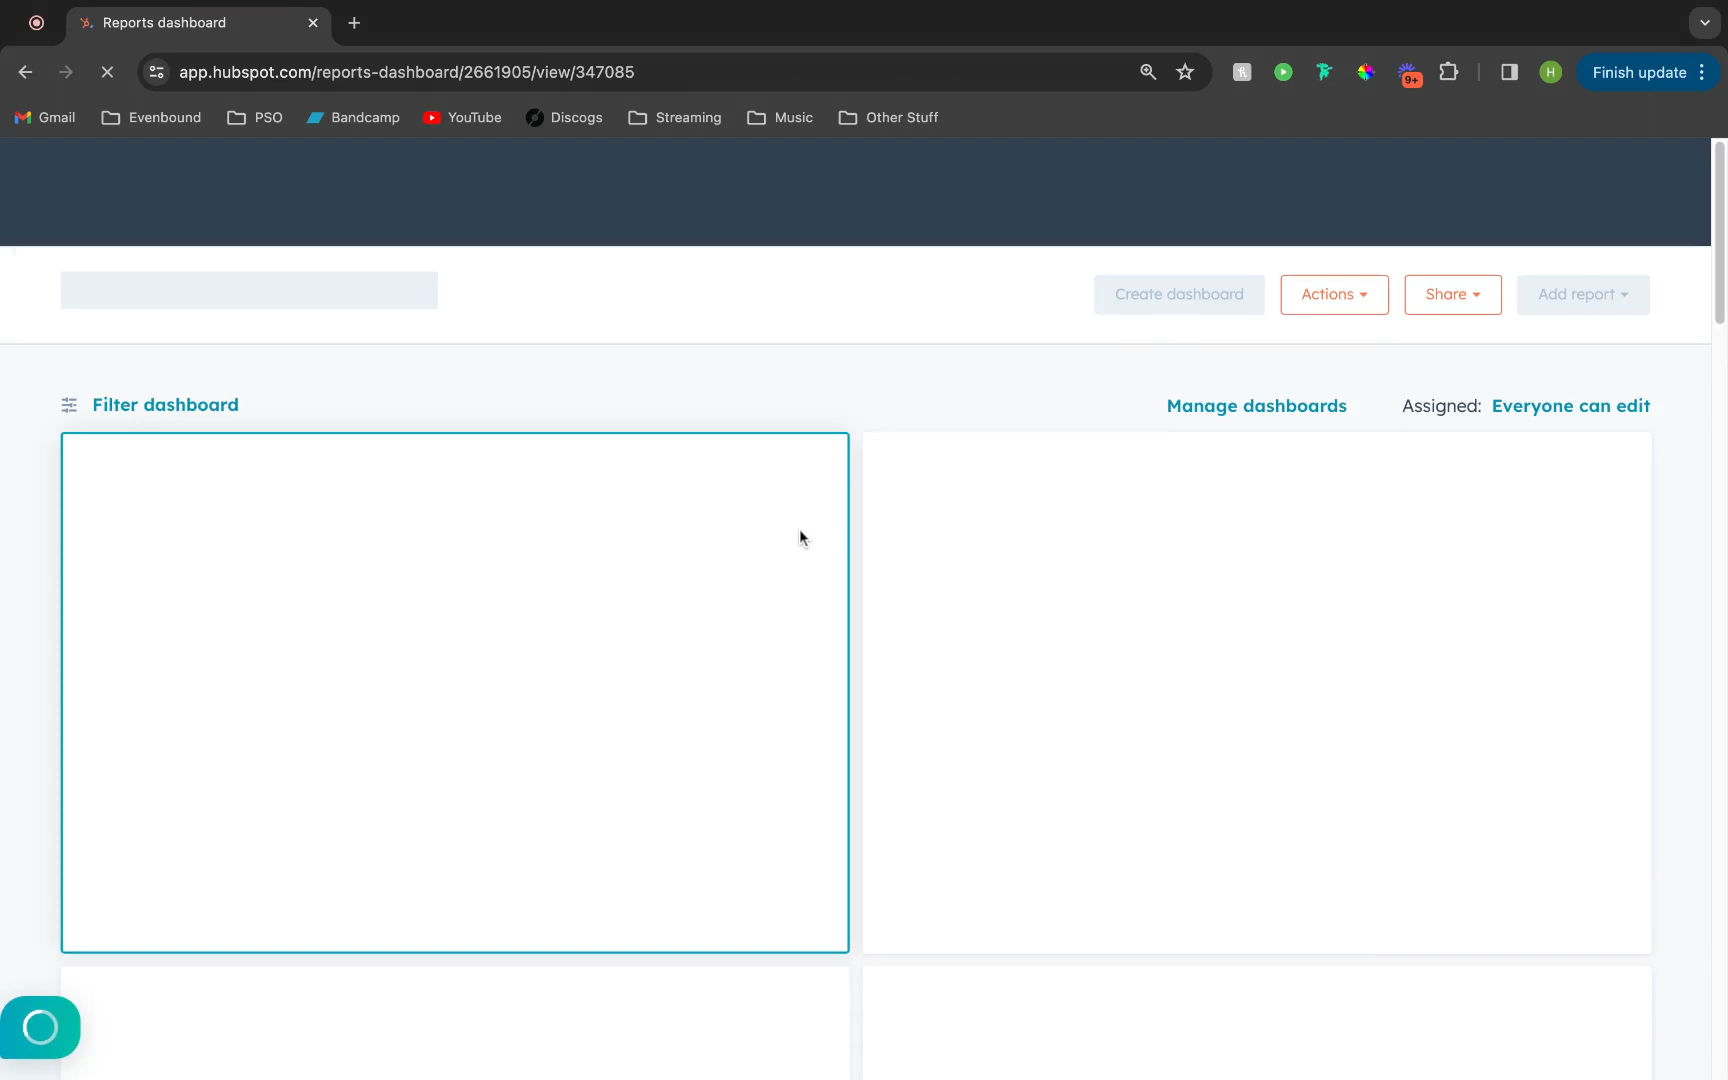 Reports dashboard
app.hubspot.com/reports-dashboard/2661905/view/347085
9+
H
Finish update
Gmail
Evenbound
PSO
Bandcamp
YouTube
Discogs
Streaming
Music
Other Stuff
Create dashboard
Actions
Share
Add report
Filter dashboard
Manage dashboards
Assigned: Everyone can edit